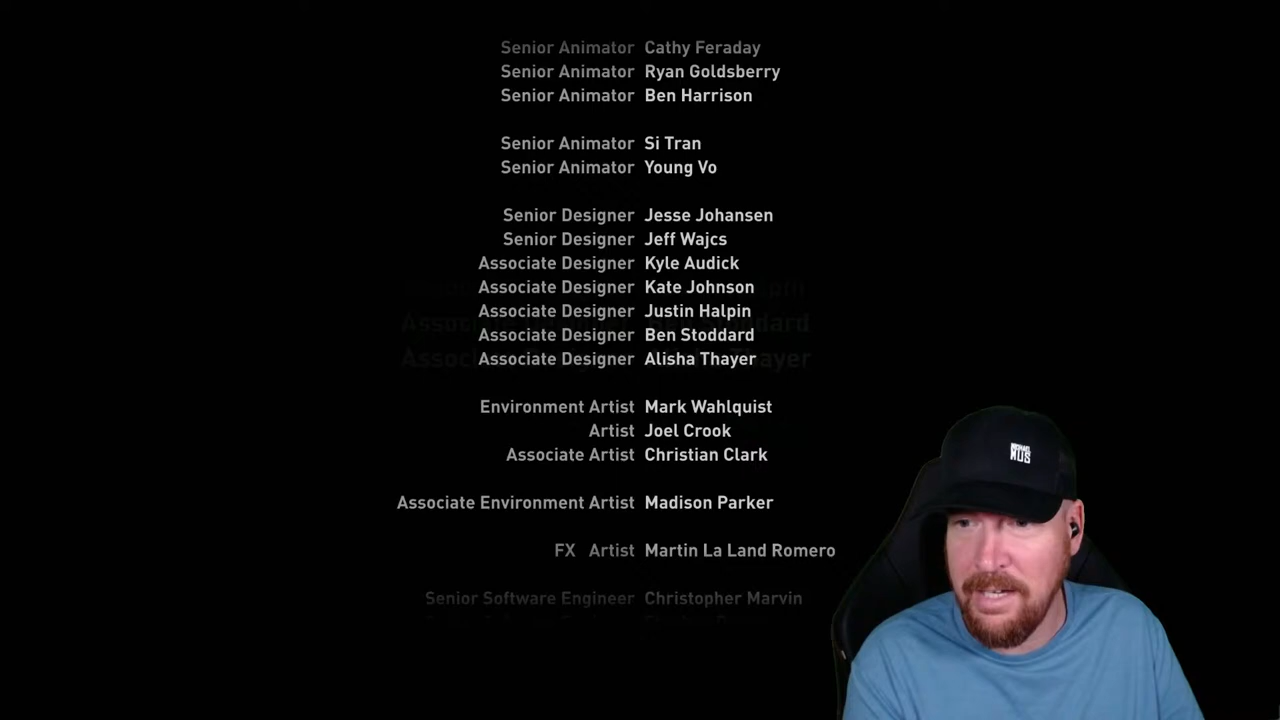 Senior Animator Cathy Feraday
Senior Animator Ryan Goldsberry
Senior Animator Ben Harrison
Senior Animator Si Tran
Senior Animator Young Vo
Senior Designer Jesse Johansen
Senior Designer Jeff Wajcs
Associate Designer Kyle Audick
Associate Designer Kate Johnson
Associate Designer Justin Halpin
Associate Designer Ben Stoddard
Associate Designer Alisha Thayer
Environment Artist Mark Wahlquist
Artist Joel Crook
Associate Artist Christian Clark
Associate Environment Artist Madison Parker
FX Artist Martin La Land Romero
Senior Software Engineer Christopher Marvin